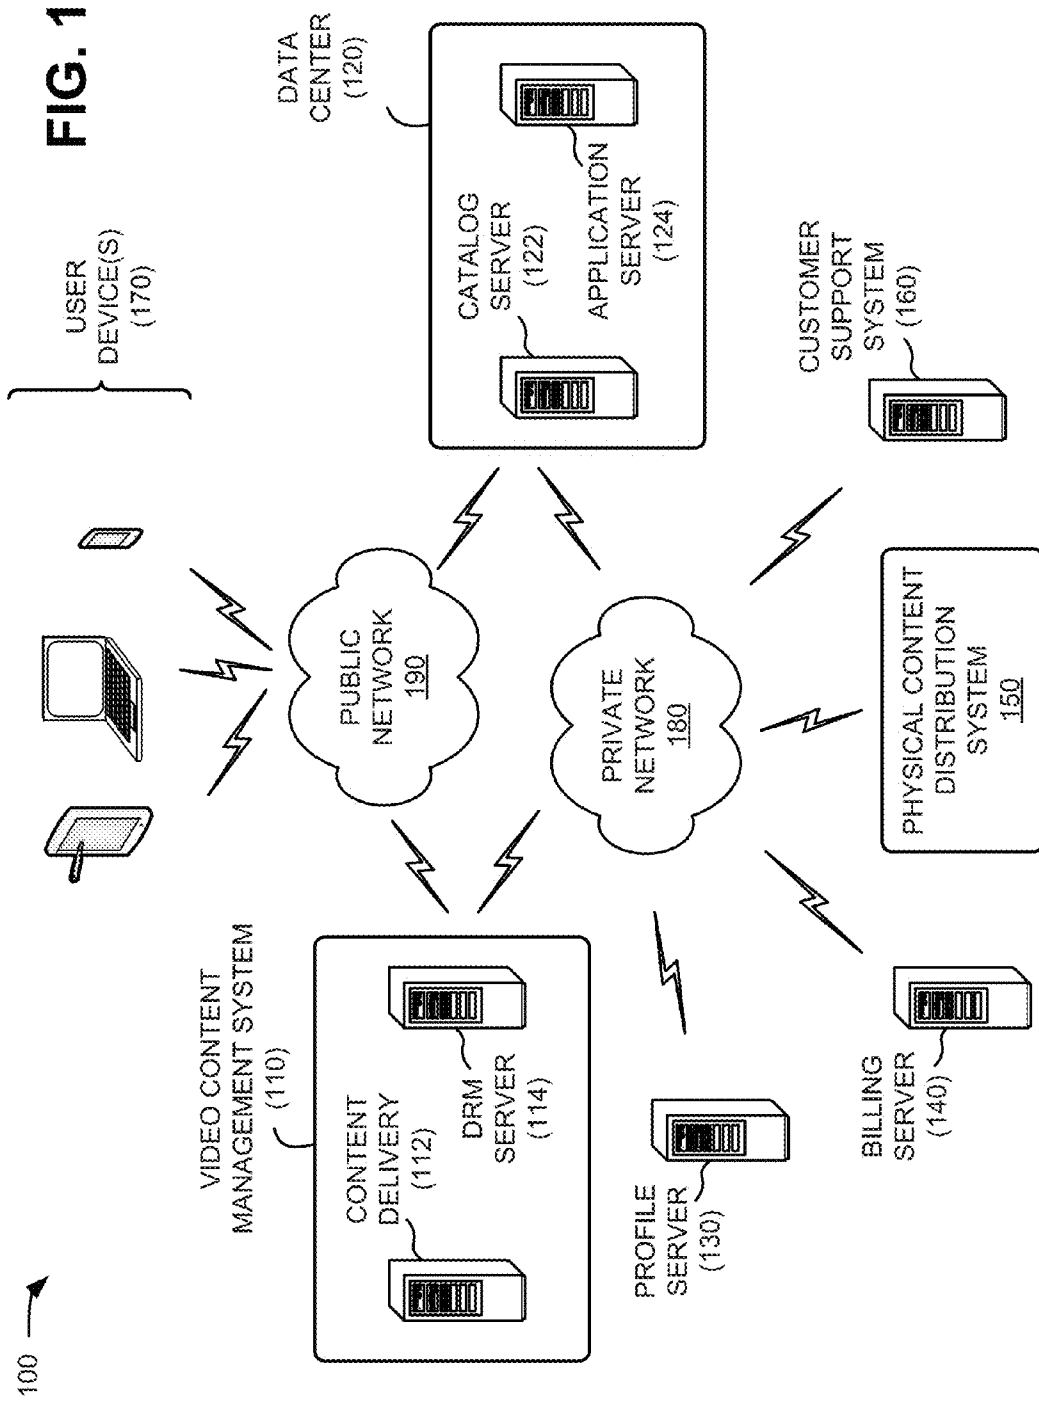 FIG. 1
100
USER
DEVICE(S)
(170)
VIDEO CONTENT
MANAGEMENT SYSTEM
(110)
CONTENT
DELIVERY
(112)
DRM
SERVER
(114)
PUBLIC
NETWORK
190
DATA
CENTER
(120)
CATALOG
SERVER
(122)
APPLICATION
SERVER
(124)
PRIVATE
NETWORK
180
PROFILE
SERVER
(130)
BILLING
SERVER
(140)
PHYSICAL CONTENT
DISTRIBUTION
SYSTEM
150
CUSTOMER
SUPPORT
SYSTEM
(160)